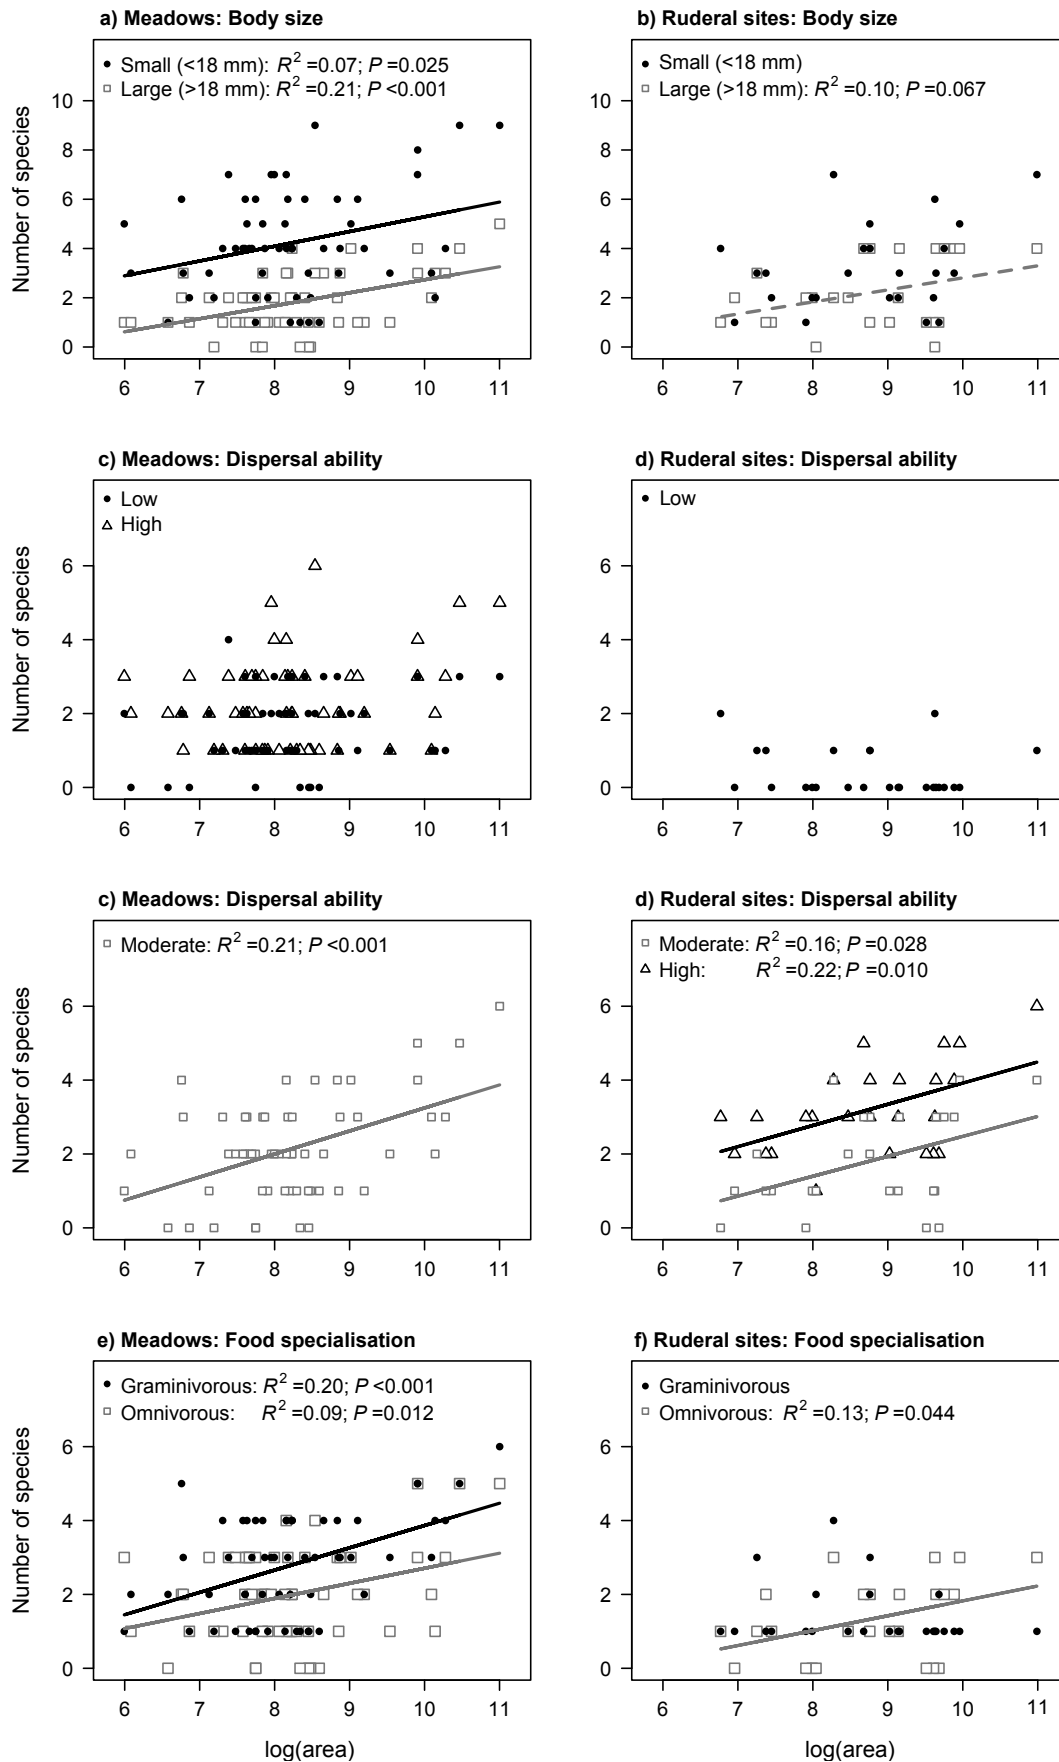 a) Meadows: Body size
Small (<18 mm): R2 =0.07; P =0.025
Large (>18 mm): R2 =0.21; P <0.001
Number of species
10
8
6
4
2
0
6 7 8 9 10 11
b) Ruderal sites: Body size
Small (<18 mm)
Large (>18 mm): R2 =0.10; P =0.067
10
8
6
4
2
0
6 7 8 9 10 11
c) Meadows: Dispersal ability
Low
High
Number of species
6
4
2
0
6 7 8 9 10 11
d) Ruderal sites: Dispersal ability
Low
6
4
2
0
6 7 8 9 10 11
c) Meadows: Dispersal ability
Moderate: R2 =0.21; P <0.001
Number of species
6
4
2
0
6 7 8 9 10 11
d) Ruderal sites: Dispersal ability
Moderate: R2 =0.16; P =0.028
High: R2 =0.22; P =0.010
6
4
2
0
6 7 8 9 10 11
e) Meadows: Food specialisation
Graminivorous: R2 =0.20; P <0.001
Omnivorous: R2 =0.09; P =0.012
Number of species
6
4
2
0
6 7 8 9 10 11
log(area)
f) Ruderal sites: Food specialisation
Graminivorous
Omnivorous: R2 =0.13; P =0.044
6
4
2
0
6 7 8 9 10 11
log(area)